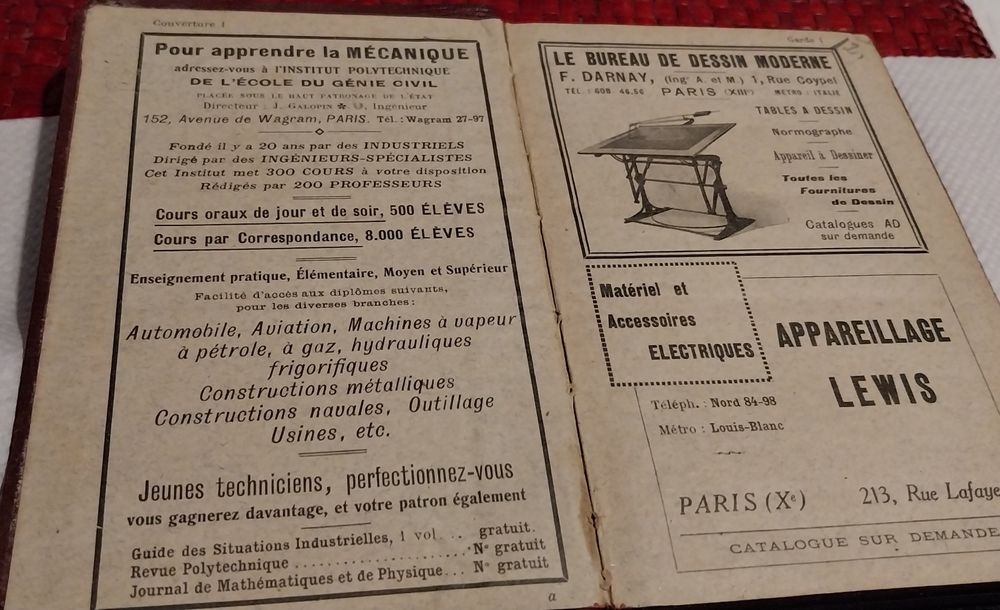 Couverture 1
Pour apprendre la MÉCANIQUE
adressez-vous à l'INSTITUT POLYTECHNIQUE
DE L'ÉCOLE DU GÉNIE CIVIL
PLACÉE SOUS LE HAUT PATRONAGE DE L'ÉTAT
Directeur : J. GALOPIN Ingénieur
152, Avenue de Wagram, PARIS. Tél. : Wagram 27-97
Fondé il y a 20 ans par des INDUSTRIELS
Dirigé par des INGÉNIEURS-SPÉCIALISTES
Cet Institut met 300 COURS à votre disposition
Rédigés par 200 PROFESSEURS
Cours oraux de jour et de soir, 500 ÉLÈVES
Cours par Correspondance, 8.000 ÉLÈVES
Enseignement pratique, Élémentaire, Moyen et Supérieur
Facilité d'accès aux diplômes suivants,
pour les diverses branches :
Automobile, Aviation, Machines à vapeur
à pétrole, à gaz, hydrauliques
frigorifiques
Constructions métalliques
Constructions navales, Outillage
Usines, etc.
Jeunes techniciens, perfectionnez-vous
vous gagnerez davantage, et votre patron également
Guide des Situations Industrielles, 1 vol... gratuit.
Revue Polytechnique .................... N° gratuit
Journal de Mathématiques et de Physique... N° gratuit
a
Garde 1
LE BUREAU DE DESSIN MODERNE
F. DARNAY, (Ingr A. et M.) 1, Rue Coypel
TÉL. : 608. 46.56 PARIS (XIIIe) MÉTRO : ITALIE
TABLES A DESSIN
Normographe
Appareil à Dessiner
Toutes les
Fournitures
de Dessin
Catalogues AD
sur demande
Matériel et
Accessoires
ELECTRIQUES
APPAREILLAGE
LEWIS
Téléph. : Nord 84-98
Métro : Louis-Blanc
PARIS (Xe) 213, Rue Lafaye
CATALOGUE SUR DEMANDE